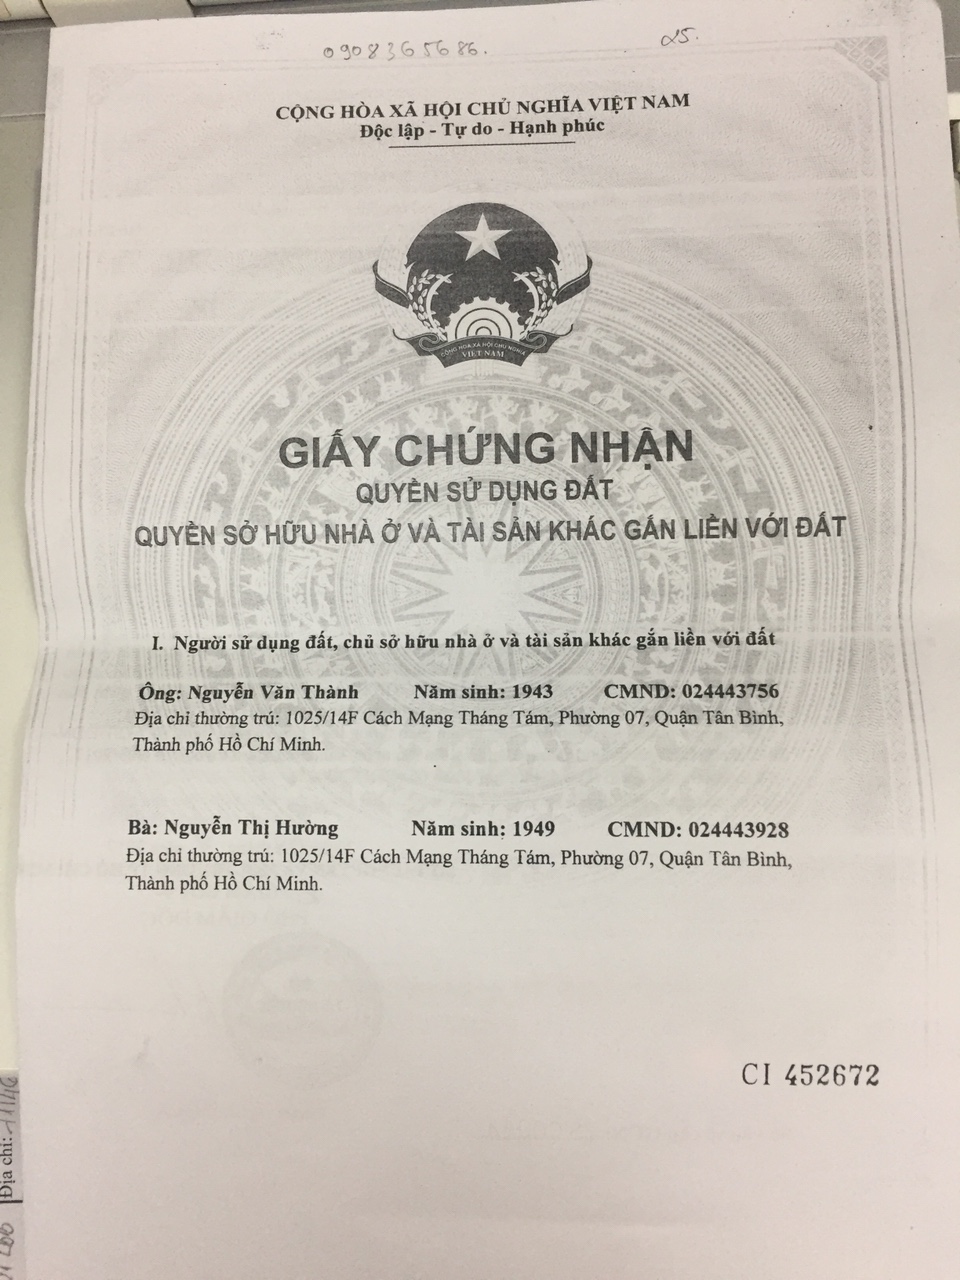 0908365686.
25.
CỘNG HÒA XÃ HỘI CHỦ NGHĨA VIỆT NAM
Độc lập - Tự do - Hạnh phúc
CỘNG HÒA XÃ HỘI CHỦ NGHĨA
VIỆT NAM
GIẤY CHỨNG NHẬN
QUYỀN SỬ DỤNG ĐẤT
QUYỀN SỞ HỮU NHÀ Ở VÀ TÀI SẢN KHÁC GẮN LIỀN VỚI ĐẤT
I. Người sử dụng đất, chủ sở hữu nhà ở và tài sản khác gắn liền với đất
Ông: Nguyễn Văn Thành Năm sinh: 1943 CMND: 024443756
Địa chỉ thường trú: 1025/14F Cách Mạng Tháng Tám, Phường 07, Quận Tân Bình,
Thành phố Hồ Chí Minh.
Bà: Nguyễn Thị Hường Năm sinh: 1949 CMND: 024443928
Địa chỉ thường trú: 1025/14F Cách Mạng Tháng Tám, Phường 07, Quận Tân Bình,
Thành phố Hồ Chí Minh.
CI 452672
Địa chỉ: